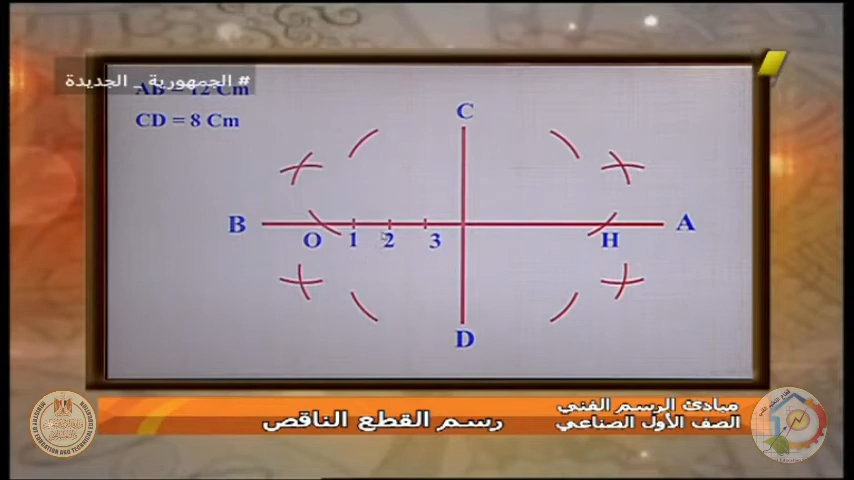 # الجمهورية _ الجديدة
AB = 12 Cm
CD = 8 Cm
C
B
A
O
1
2
3
H
D
مبادئ الرسم الفني
الصف الأول الصناعي
رسم القطع الناقص